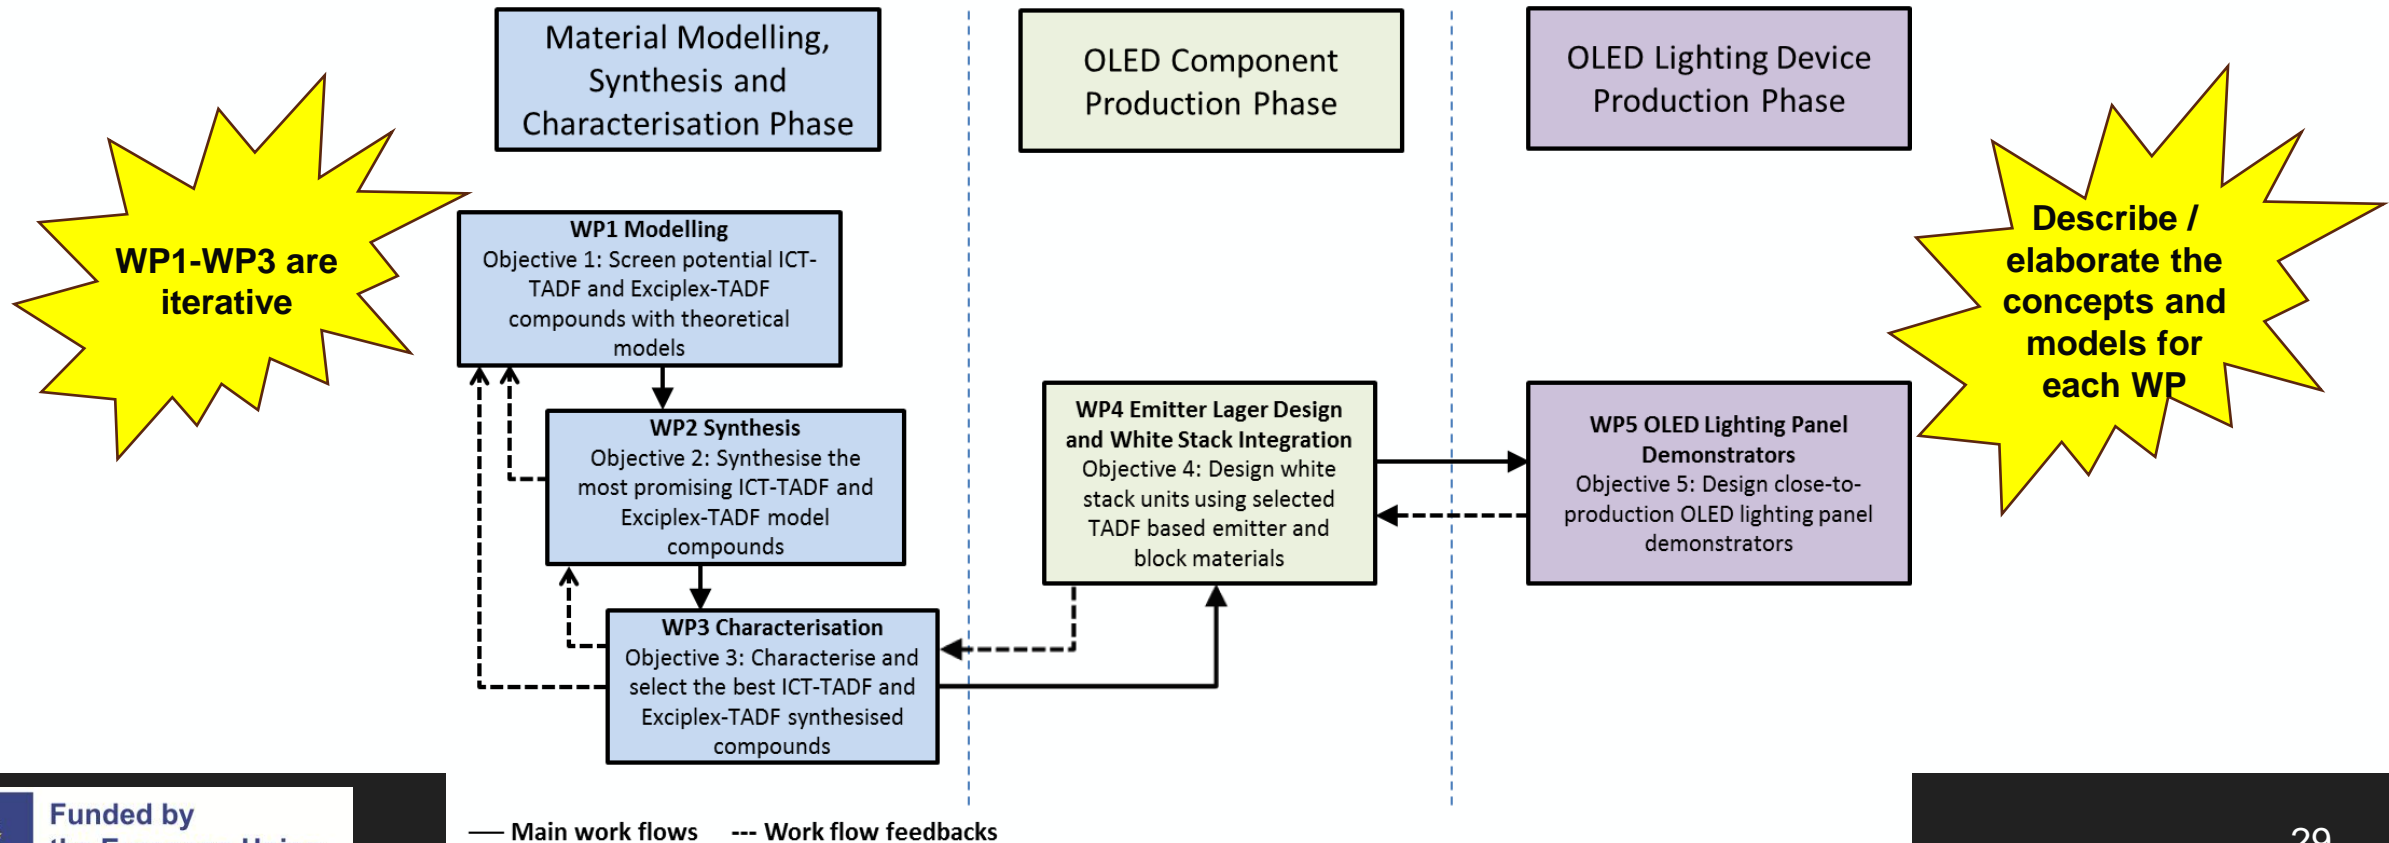 Material Modelling,
Synthesis and
Characterisation Phase
OLED Component
Production Phase
OLED Lighting Device
Production Phase
WP1-WP3 are
iterative
WP1 Modelling
Objective 1: Screen potential ICT-
TADF and Exciplex-TADF
compounds with theoretical
models
WP2 Synthesis
Objective 2: Synthesise the
most promising ICT-TADF and
Exciplex-TADF model
compounds
WP3 Characterisation
Objective 3: Characterise and
select the best ICT-TADF and
Exciplex-TADF synthesised
compounds
WP4 Emitter Lager Design
and White Stack Integration
Objective 4: Design white
stack units using selected
TADF based emitter and
block materials
WP5 OLED Lighting Panel
Demonstrators
Objective 5: Design close-to-
production OLED lighting panel
demonstrators
Describe /
elaborate the
concepts and
models for
each WP
Funded by
the European Union
Main work flows
--- Work flow feedbacks
29